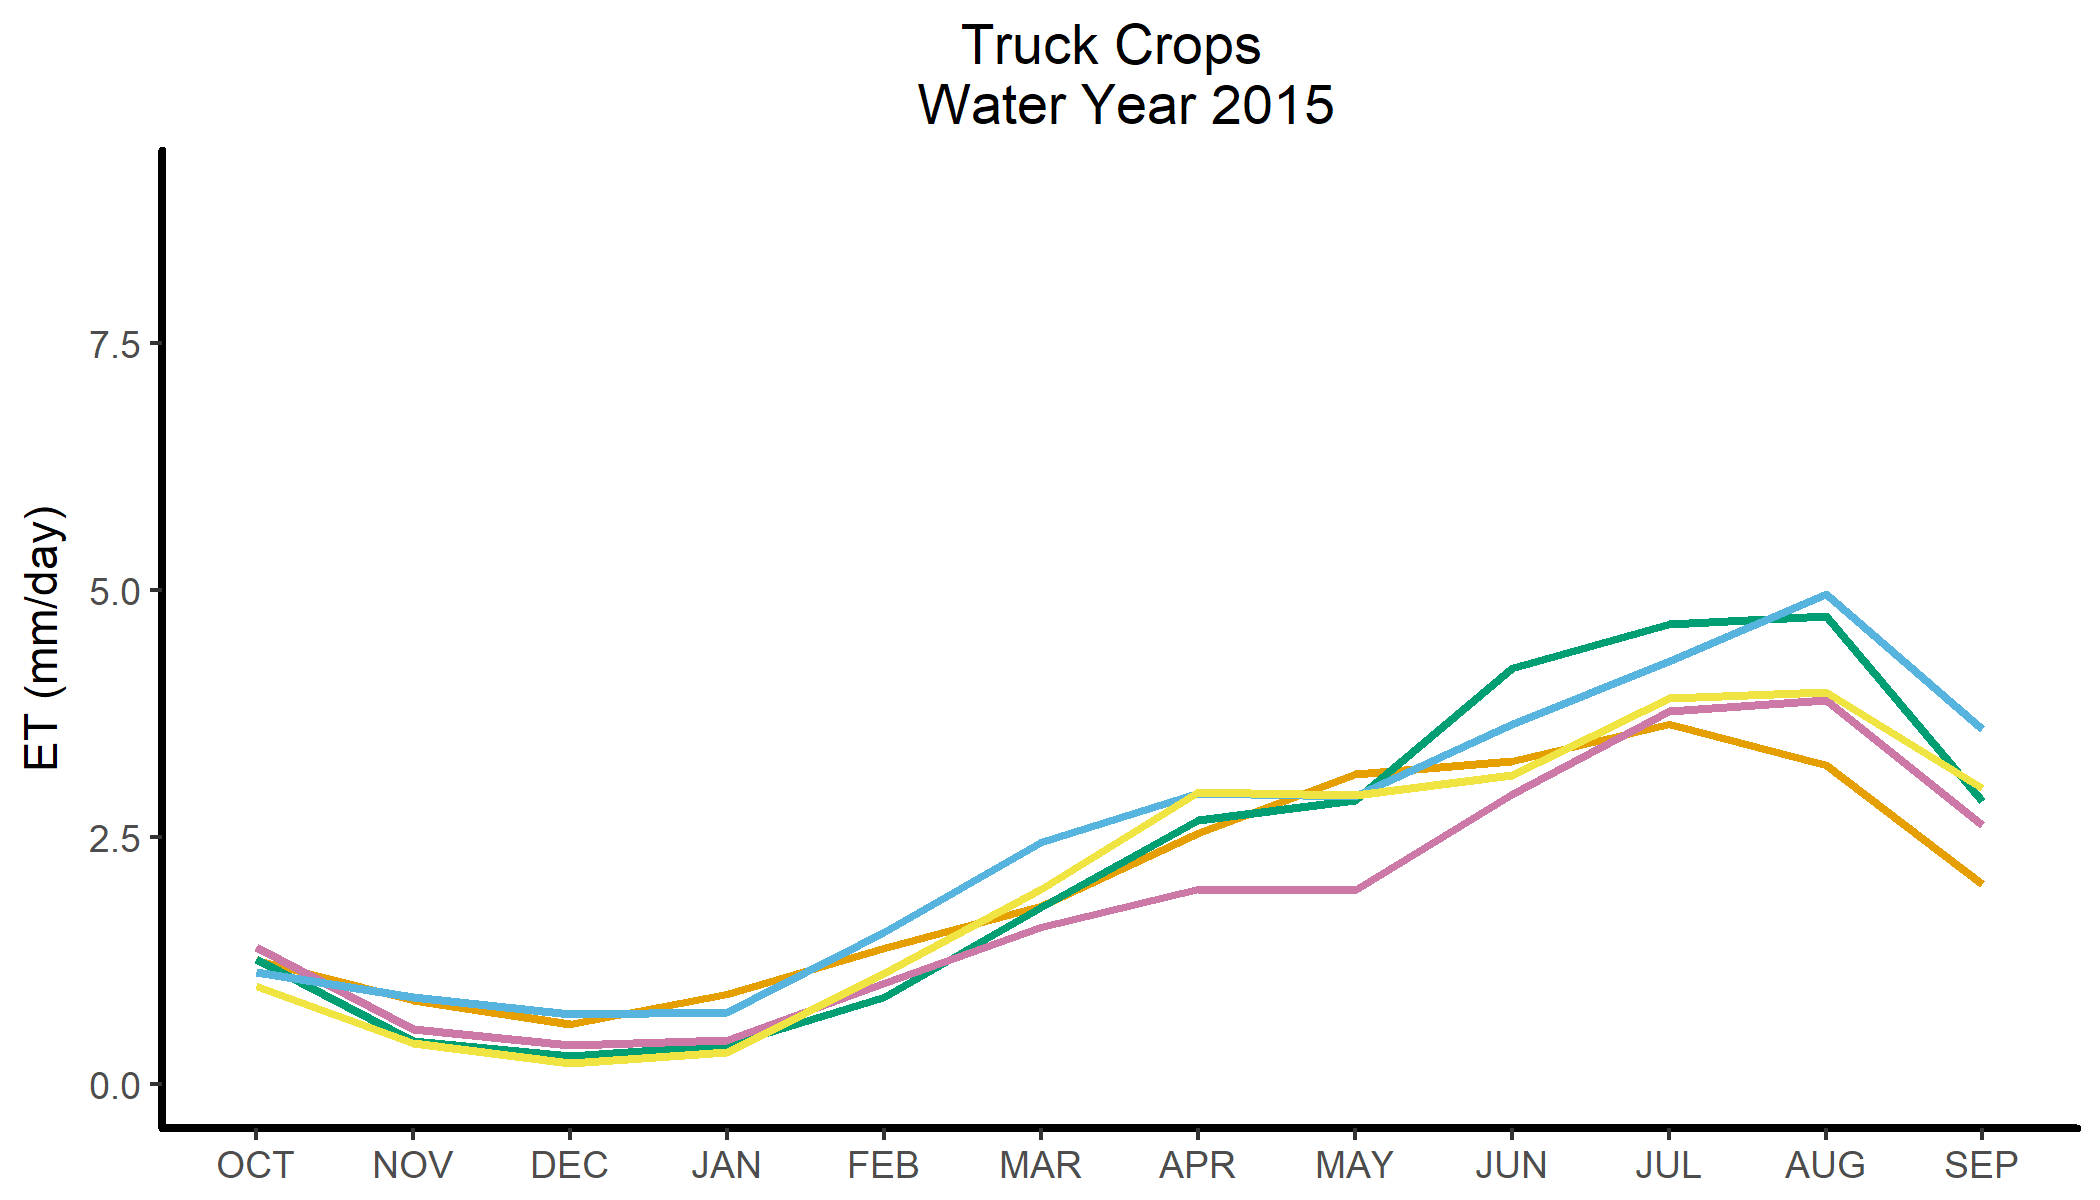 Truck Crops
Water Year 2015
ET (mm/day)
7.5
5.0
2.5
0.0
OCT NOV DEC JAN FEB MAR APR MAY JUN JUL AUG SEP